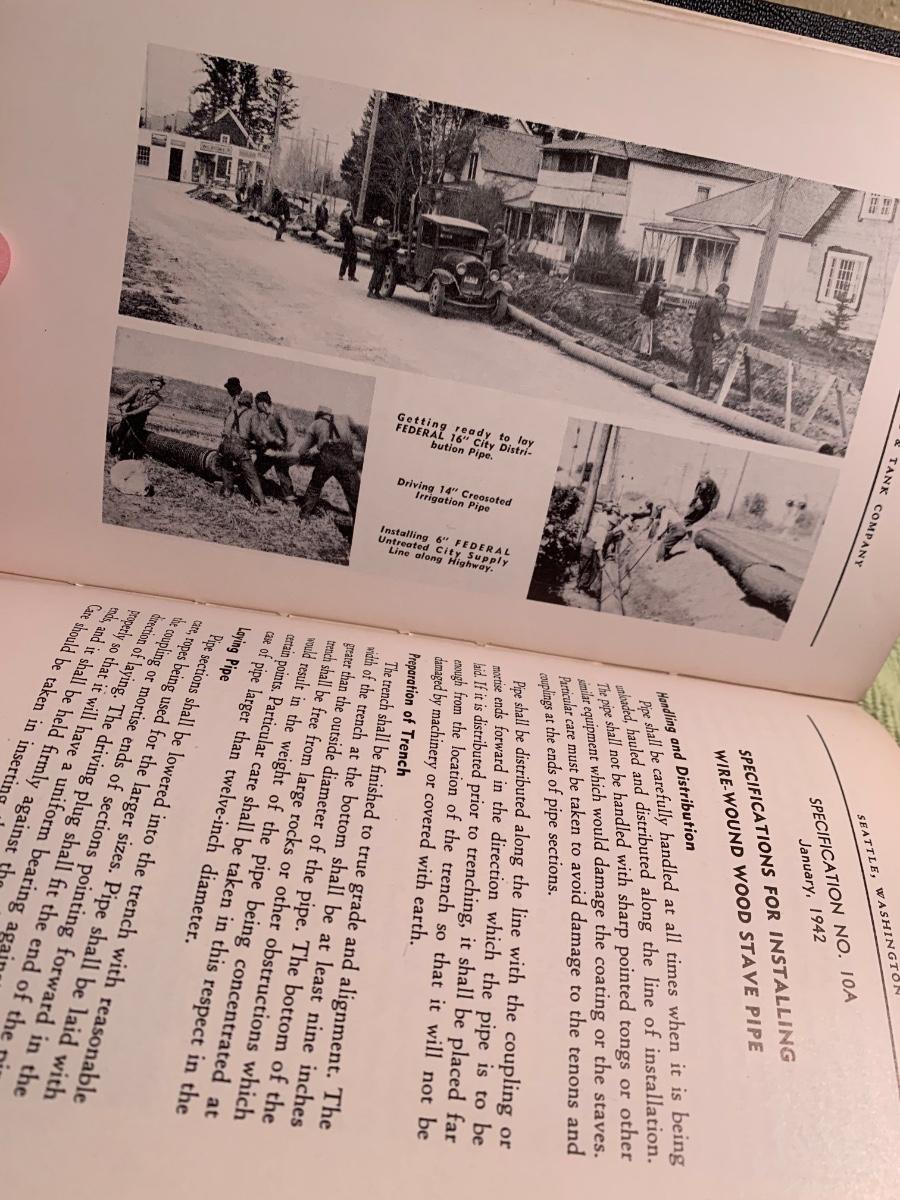 & TANK COMPANY
Getting ready to lay
FEDERAL 16" City Distri-
bution Pipe.
Driving 14" Creosoted
Irrigation Pipe
Installing 6" FEDERAL
Untreated City Supply
Line along Highway.
SEATTLE, WASHINGTON
SPECIFICATION NO. 10A
January, 1942
SPECIFICATIONS FOR INSTALLING
WIRE-WOUND WOOD STAVE PIPE
Handling and Distribution
Pipe shall be carefully handled at all times when it is being
unloaded, hauled and distributed along the line of installation.
The pipe shall not be handled with sharp pointed tongs or other
similar equipment which would damage the coating or the staves.
Particular care must be taken to avoid damage to the tenons and
couplings at the ends of pipe sections.
Pipe shall be distributed along the line with the coupling or
mortise ends forward in the direction which the pipe is to be
laid. If it is distributed prior to trenching, it shall be placed far
enough from the location of the trench so that it will not be
damaged by machinery or covered with earth.
Preparation of Trench
The trench shall be finished to true grade and alignment. The
width of the trench at the bottom shall be at least nine inches
greater than the outside diameter of the pipe. The bottom of the
trench shall be free from large rocks or other obstructions which
would result in the weight of the pipe being concentrated at
certain points. Particular care shall be taken in this respect in the
case of pipe larger than twelve-inch diameter.
Laying Pipe
Pipe sections shall be lowered into the trench with reasonable
care, ropes being used for the larger sizes. Pipe shall be laid with
the coupling or mortise ends of sections pointing forward in the
direction of laying. The driving plug shall fit the end of the
properly so that it will have a uniform bearing against the
end, and it shall be held firmly against
Care should be taken in inserting the